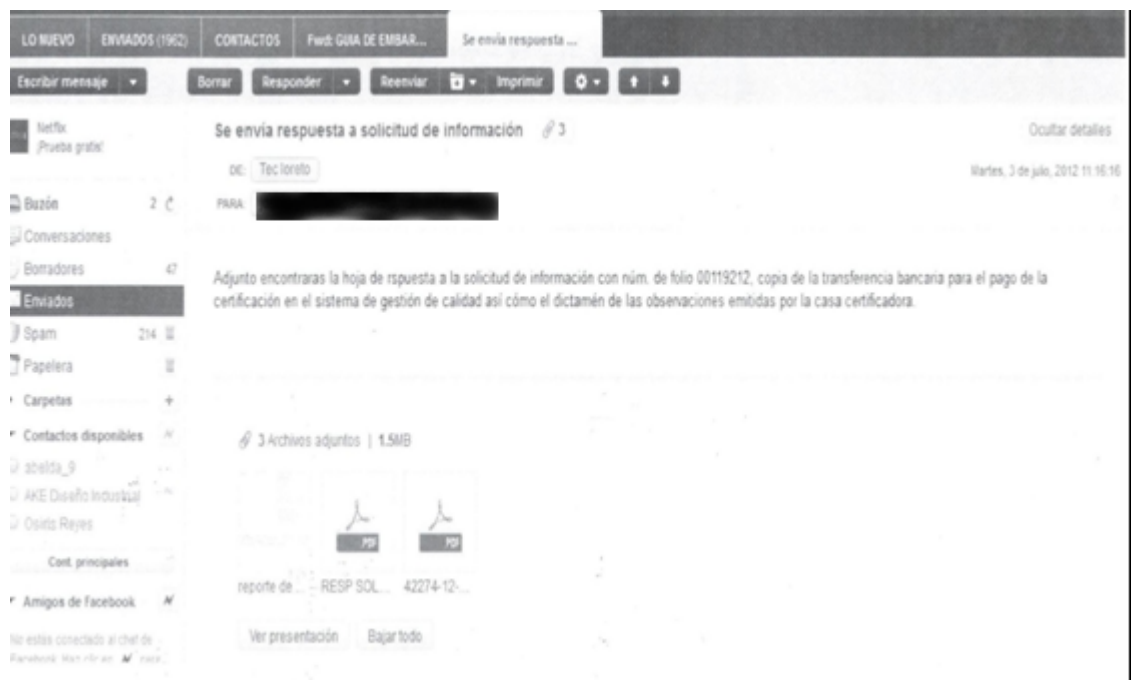 LO NUEVO
ENVIADOS (1962)
CONTACTOS
Fwd: GUIA DE EMBAR...
Se envia respuesta ...
Escribir mensaje
Borrar
Responder
Reenviar
Imprimir
Netflix
¡Prueba gratis!
Se envía respuesta a solicitud de información 3
Ocultar detalles
DE: Tec loreto
Martes, 3 de julio, 2012 11:16:16
PARA:
Buzón 2
Conversaciones
Borradores 47
Enviados
Spam 214
Papelera
Carpetas +
Contactos disponibles
abelda_9
AKE Diseño Industrial
Osiris Reyes
Cont. principales
Amigos de Facebook
No estás conectado al chat de
Facebook. Haz clic en
Adjunto encontraras la hoja de rspuesta a la solicitud de información con núm. de folio 00119212, copia de la transferencia bancaria para el pago de la
certificación en el sistema de gestión de calidad así cómo el dictamén de las observaciones emitidas por la casa certificadora.
3 Archivos adjuntos | 1.5MB
PDF
PDF
reporte de ...
RESP SOL...
42274-12-...
Ver presentación
Bajar todo